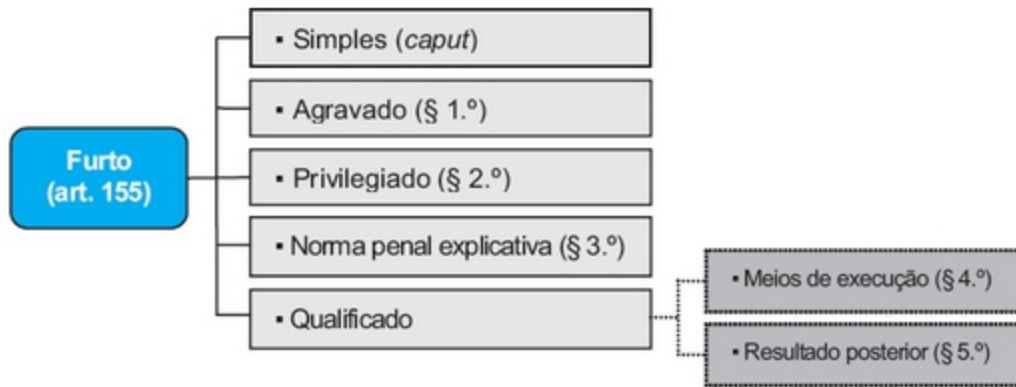 Furto
(art. 155)
▪ Simples (caput)
▪ Agravado (§ 1.º)
▪ Privilegiado (§ 2.º)
▪ Norma penal explicativa (§ 3.º)
▪ Qualificado
▪ Meios de execução (§ 4.º)
▪ Resultado posterior (§ 5.º)